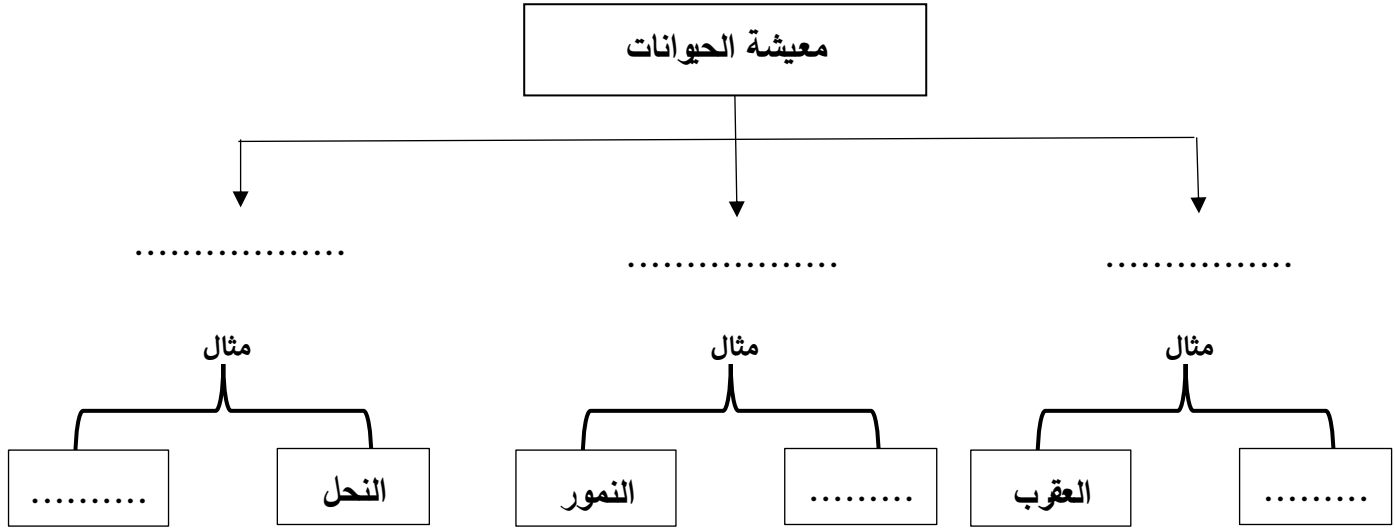 معيشة الحيوانات
................ .................. ..................
مثال مثال مثال
......... العقرب ......... النمور النحل ..........